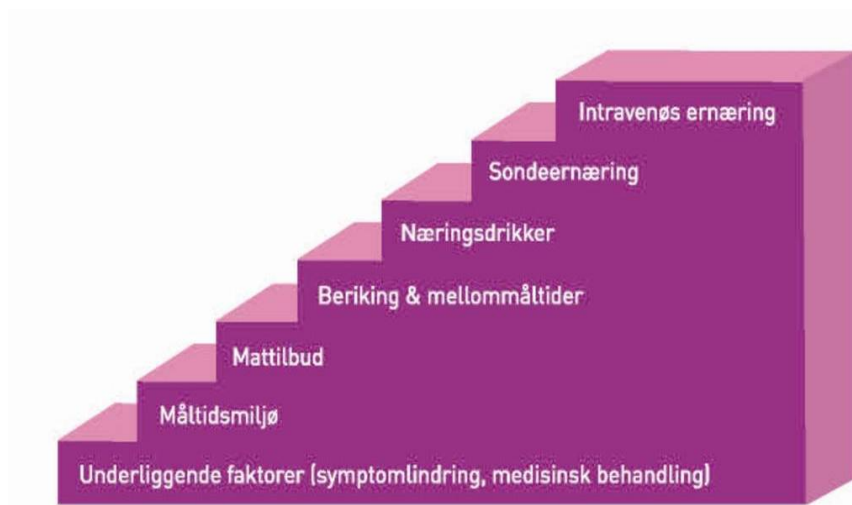 Intravenøs ernæring
Sondeernæring
Næringsdrikker
Beriking & mellommåltider
Mattilbud
Måltidsmiljø
Underliggende faktorer (symptomlindring, medisinsk behandling)